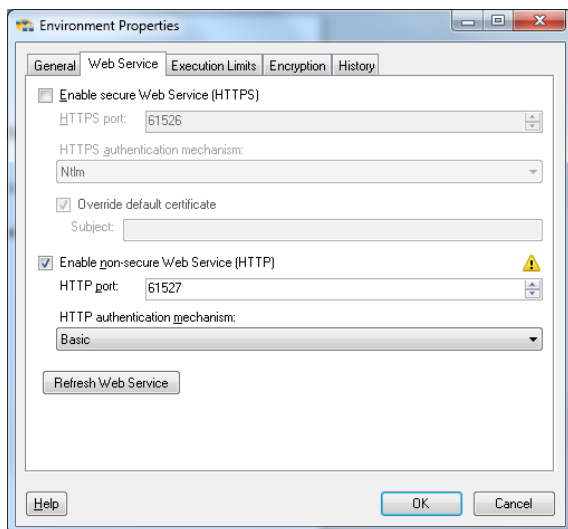 Environment Properties
General Web Service Execution Limits Encryption History
Enable secure Web Service (HTTPS)
HTTPS port: 61526
HTTPS authentication mechanism:
Ntlm
Override default certificate
Subject:
Enable non-secure Web Service (HTTP)
HTTP port: 61527
HTTP authentication mechanism:
Basic
Refresh Web Service
Help OK Cancel